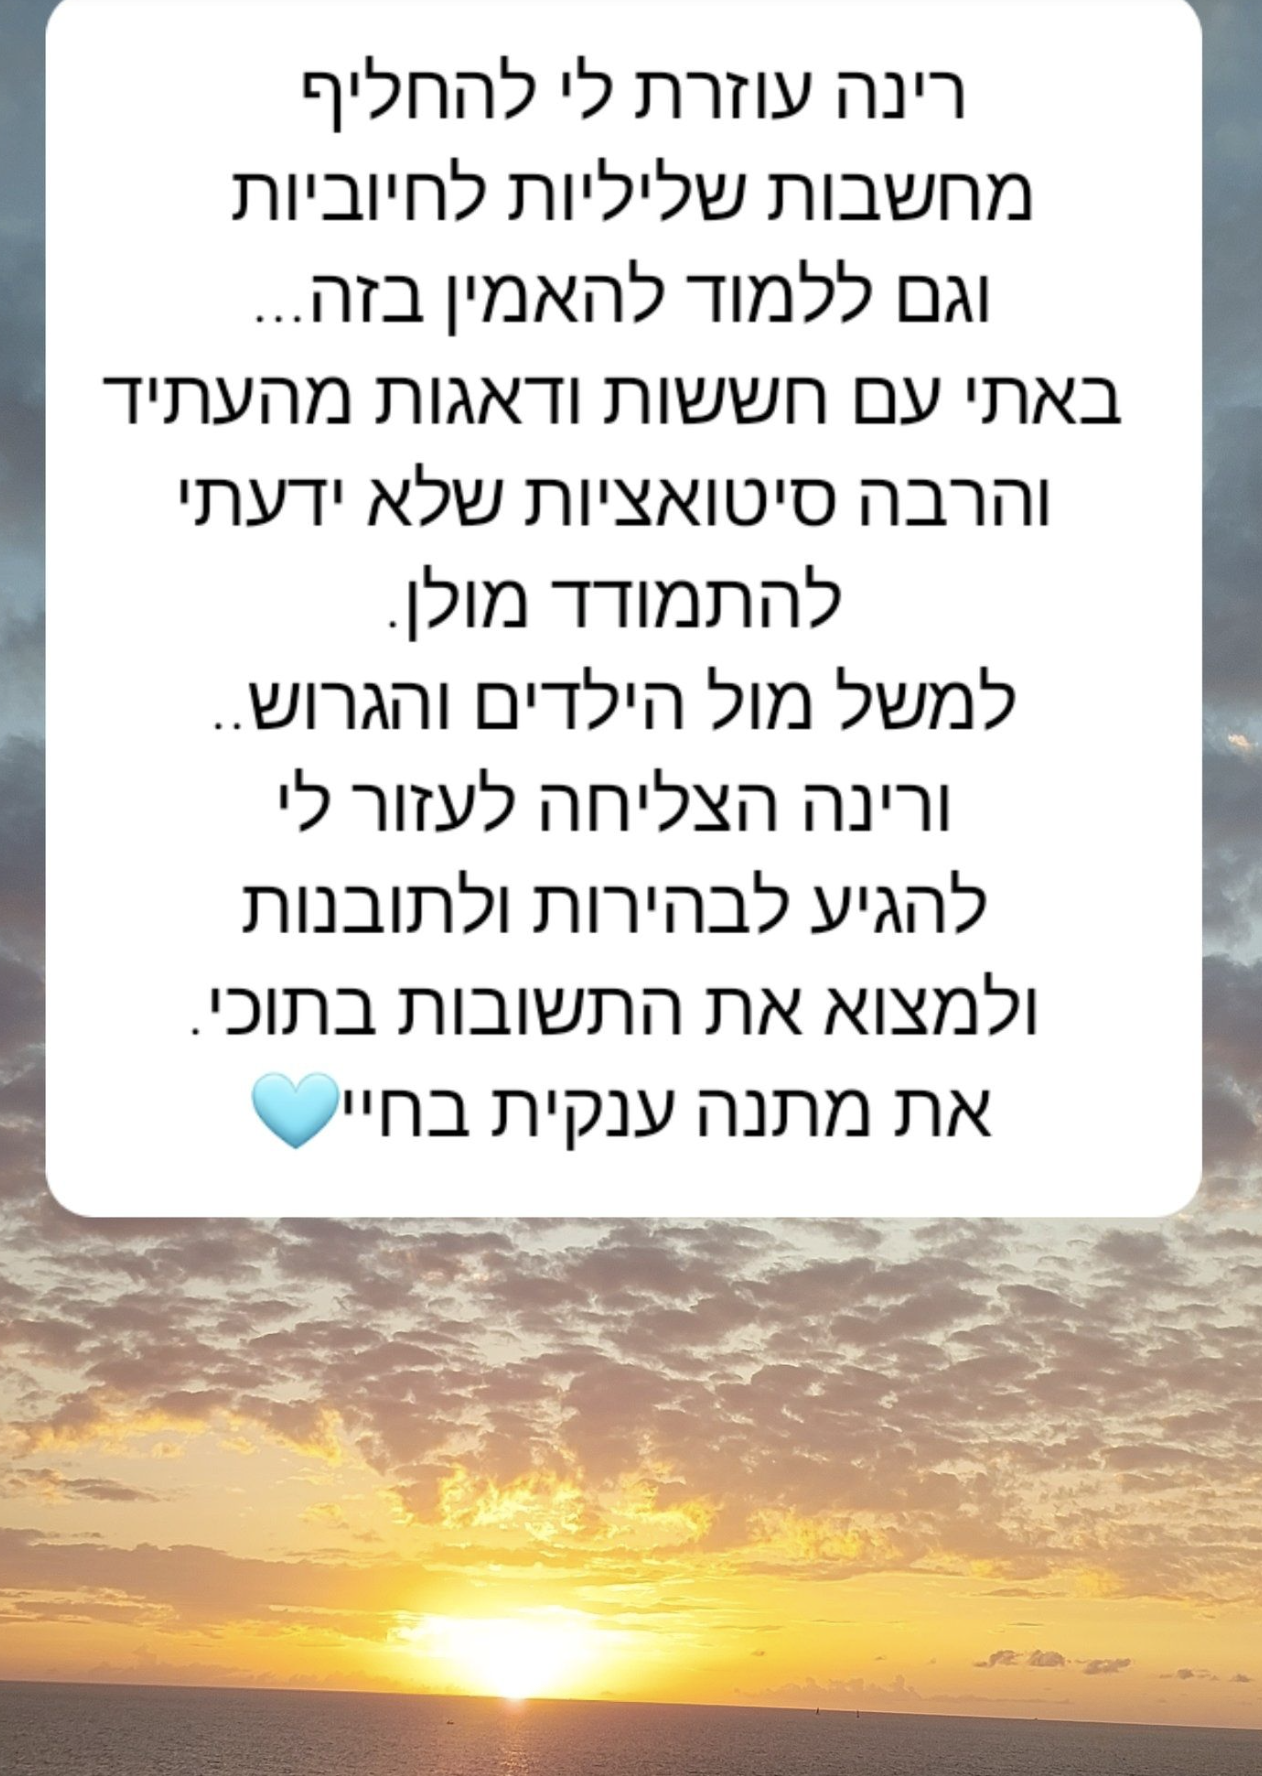 רינה עוזרת לי להחליף
מחשבות שליליות לחיוביות
וגם ללמוד להאמין בזה...
באתי עם חששות ודאגות מהעתיד
והרבה סיטואציות שלא ידעתי
להתמודד מולן.
למשל מול הילדים והגרוש..
ורינה הצליחה לעזור לי
להגיע לבהירות ולתובנות
ולמצוא את התשובות בתוכי.
את מתנה ענקית בחיי🩵